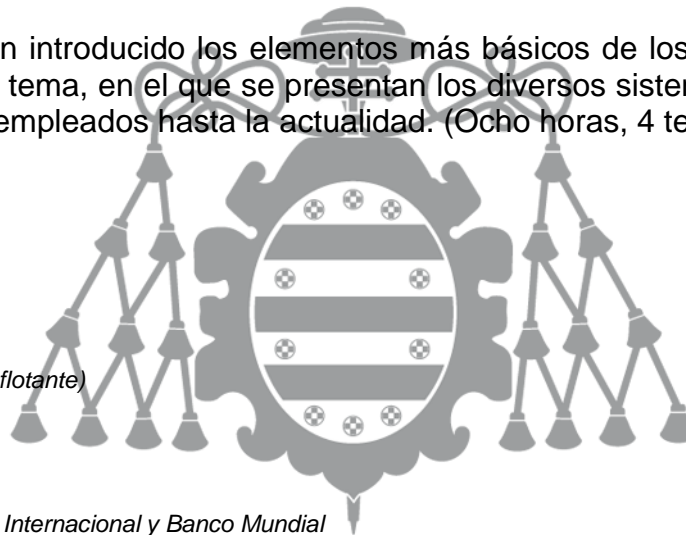 n introducido los elementos más básicos de los
tema, en el que se presentan los diversos sister
empleados hasta la actualidad. (Ocho horas, 4 te
flotante)
Internacional y Banco Mundial